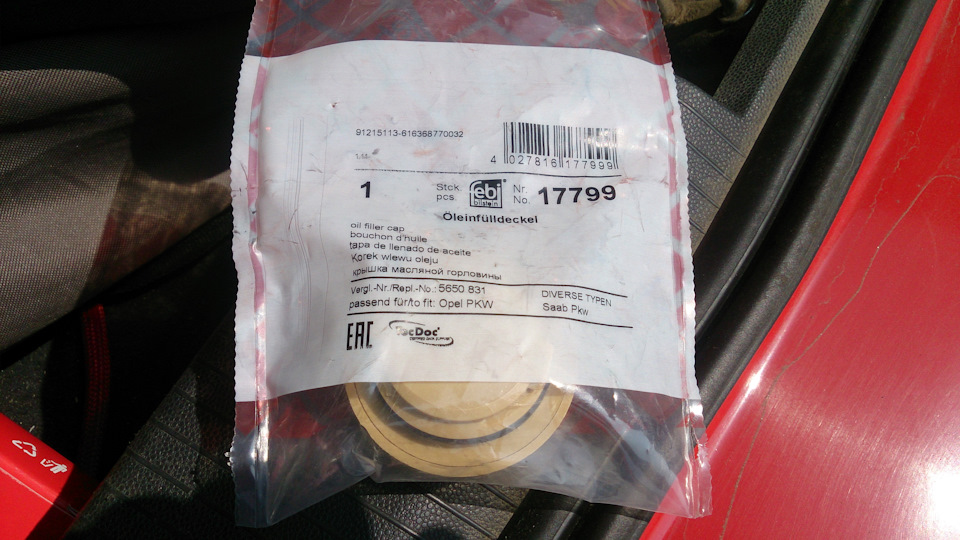 91215113-616368770032
4 027816 177999
1 Stck pcs febi bilstein Nr. No. 17799
Öleinfülldeckel
oil filler cap
bouchon d'huile
tapa de llenado de aceite
Korek wlewu oleju
крышка масляной горловины
Vergl.-Nr./Repl.-No.: 5650 831
passend für/to fit: Opel PKW
DIVERSE TYPEN
Saab Pkw
EAC TecDoc